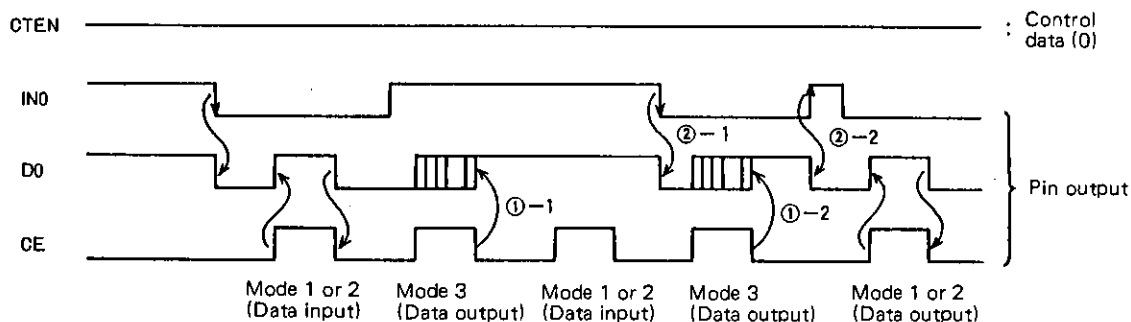 CTEN
: Control
data (0)
IN0
②-1
②-2
D0
①-1
①-2
Pin output
CE
Mode 1 or 2
(Data input)
Mode 3
(Data output)
Mode 1 or 2
(Data input)
Mode 3
(Data output)
Mode 1 or 2
(Data output)